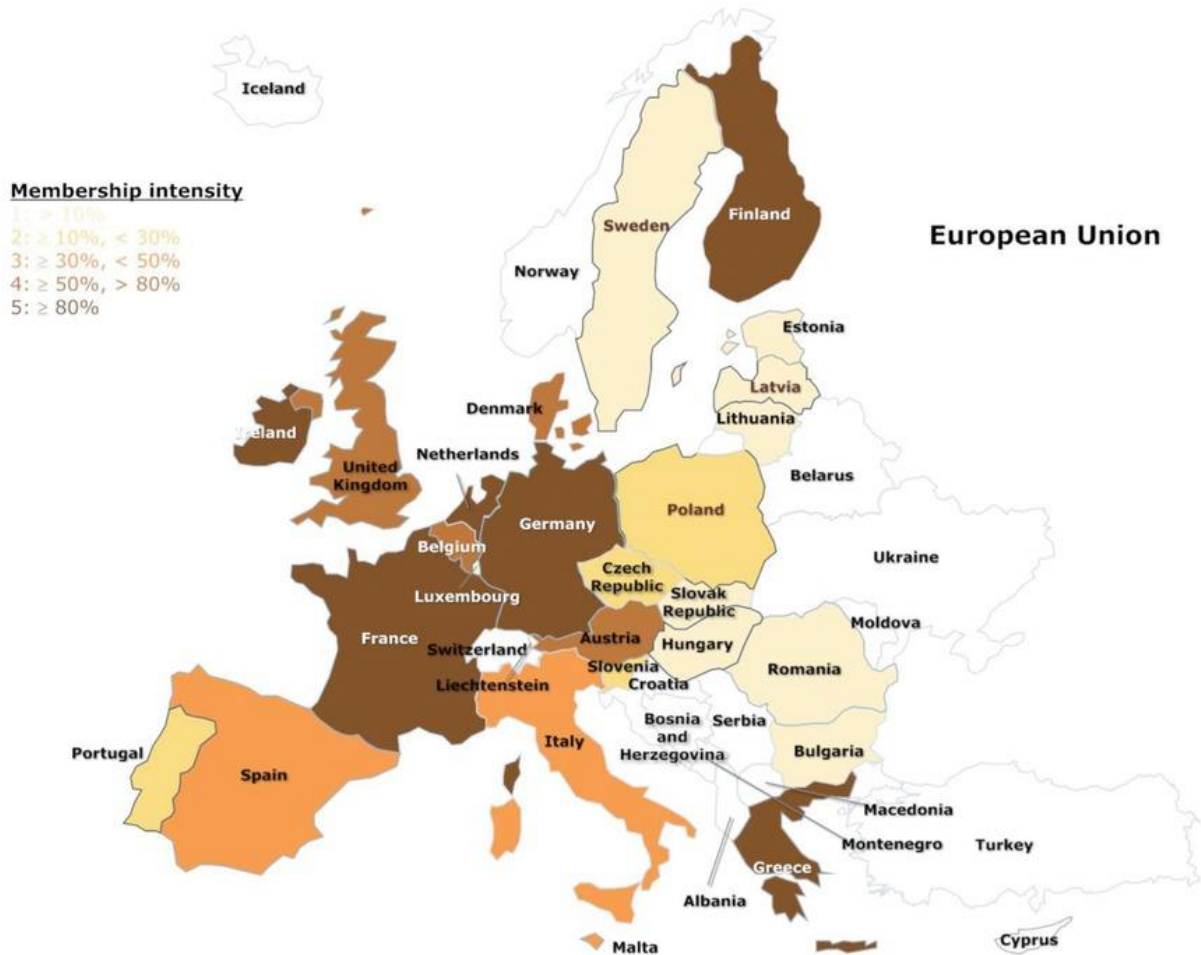 Iceland
Membership intensity
1: > 10%
2: ≥ 10%, < 30%
3: ≥ 30%, < 50%
4: ≥ 50%, > 80%
5: ≥ 80%
Finland
Sweden
European Union
Norway
Estonia
Latvia
Denmark
Lithuania
Ireland
Netherlands
United
Kingdom
Belarus
Poland
Germany
Belgium
Ukraine
Czech
Republic
Luxembourg
Slovak
Republic
Moldova
France
Austria
Switzerland
Hungary
Slovenia
Romania
Liechtenstein
Croatia
Bosnia
and
Herzegovina
Serbia
Italy
Portugal
Bulgaria
Spain
Macedonia
Montenegro
Turkey
Greece
Albania
Cyprus
Malta